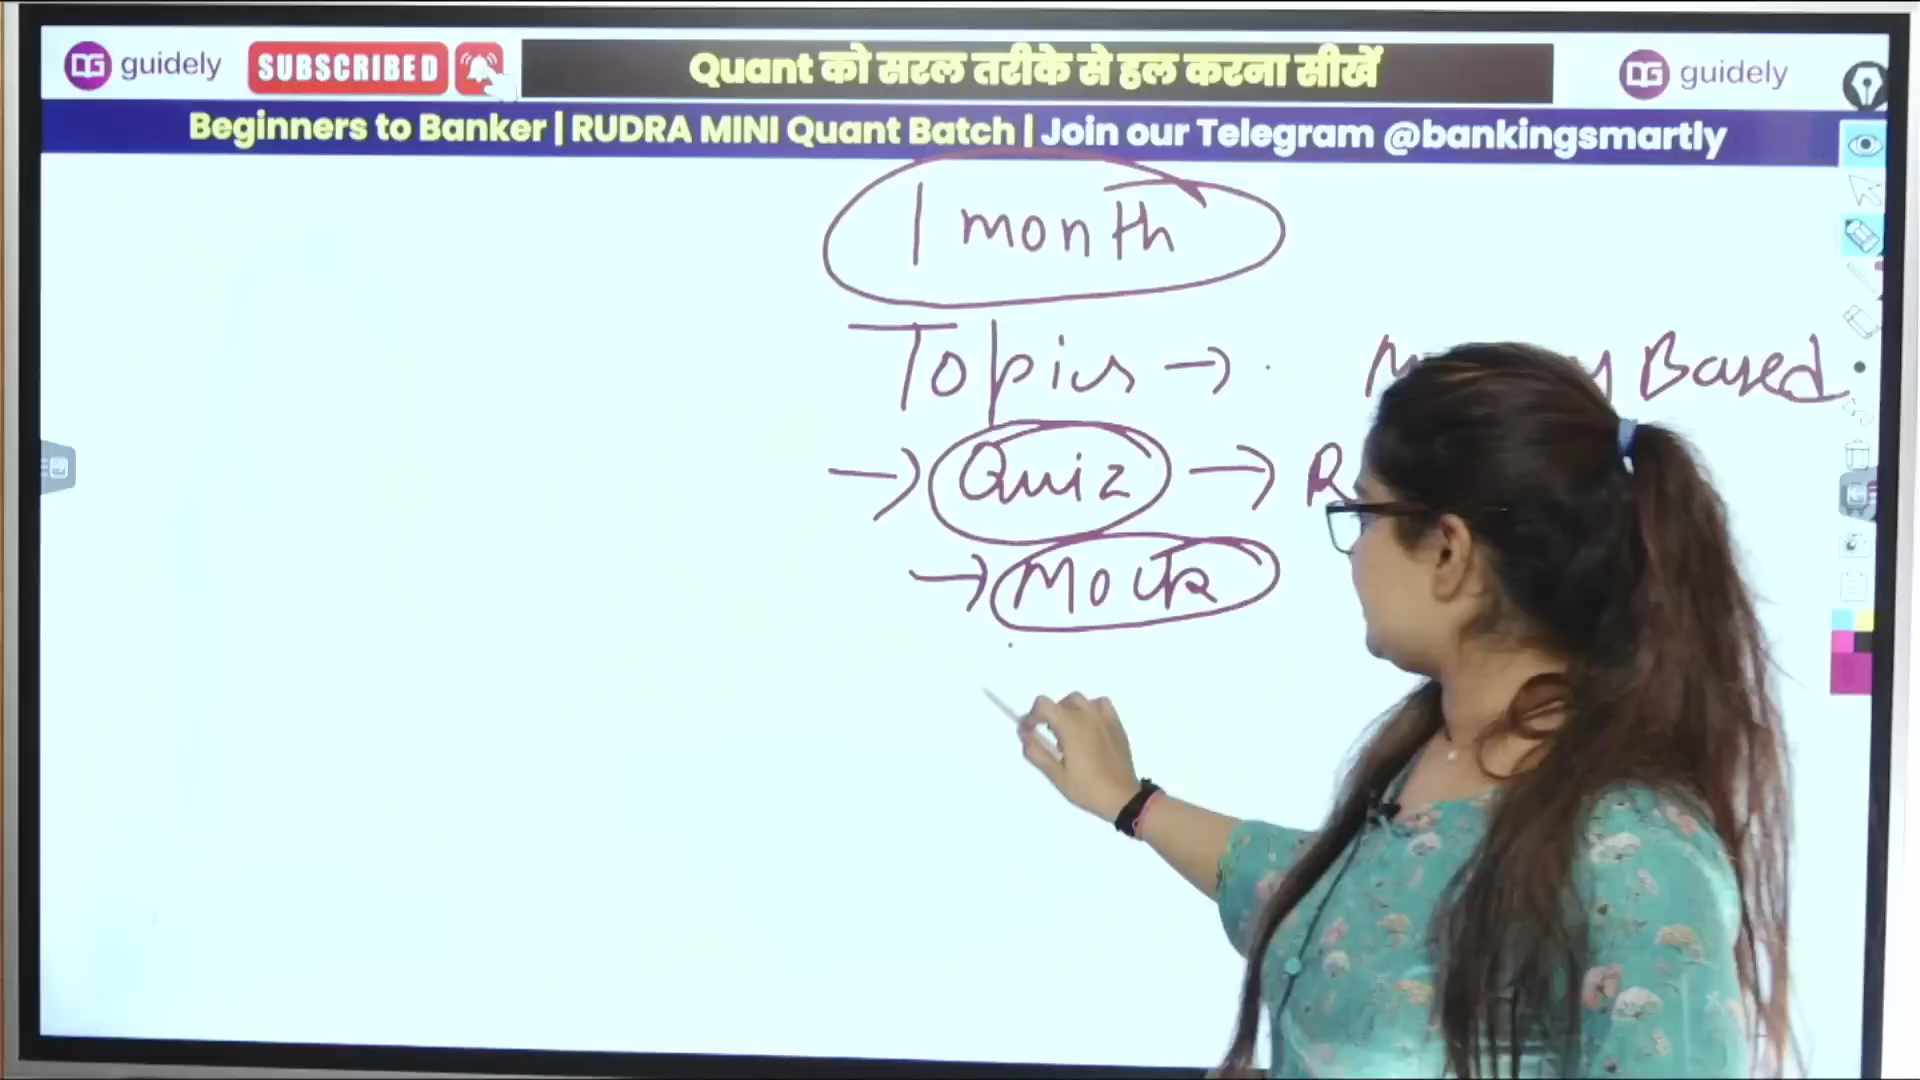 guidely SUBSCRIBED Quant को सरल तरीके से हल करना सीखें guidely
Beginners to Banker | RUDRA MINI Quant Batch | Join our Telegram @bankingsmartly
1 month
Topics → Based
→ Quiz → R
→ Mock